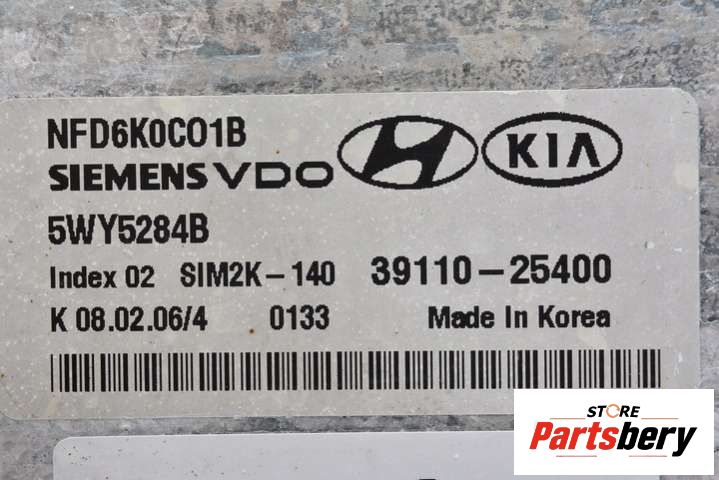 NFD6K0C01B
SIEMENS VDO KIA
5WY5284B
Index 02 SIM2K-140 39110-25400
K 08.02.06/4 0133 Made In Korea
STORE
Partsbery